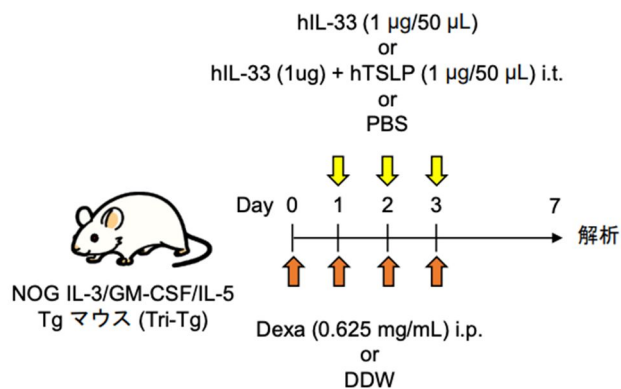 hIL-33 (1 µg/50 µL)
or
hIL-33 (1ug) + hTSLP (1 µg/50 µL) i.t.
or
PBS
Day 0 1 2 3 7
解析
NOG IL-3/GM-CSF/IL-5
Tg マウス (Tri-Tg)
Dexa (0.625 mg/mL) i.p.
or
DDW